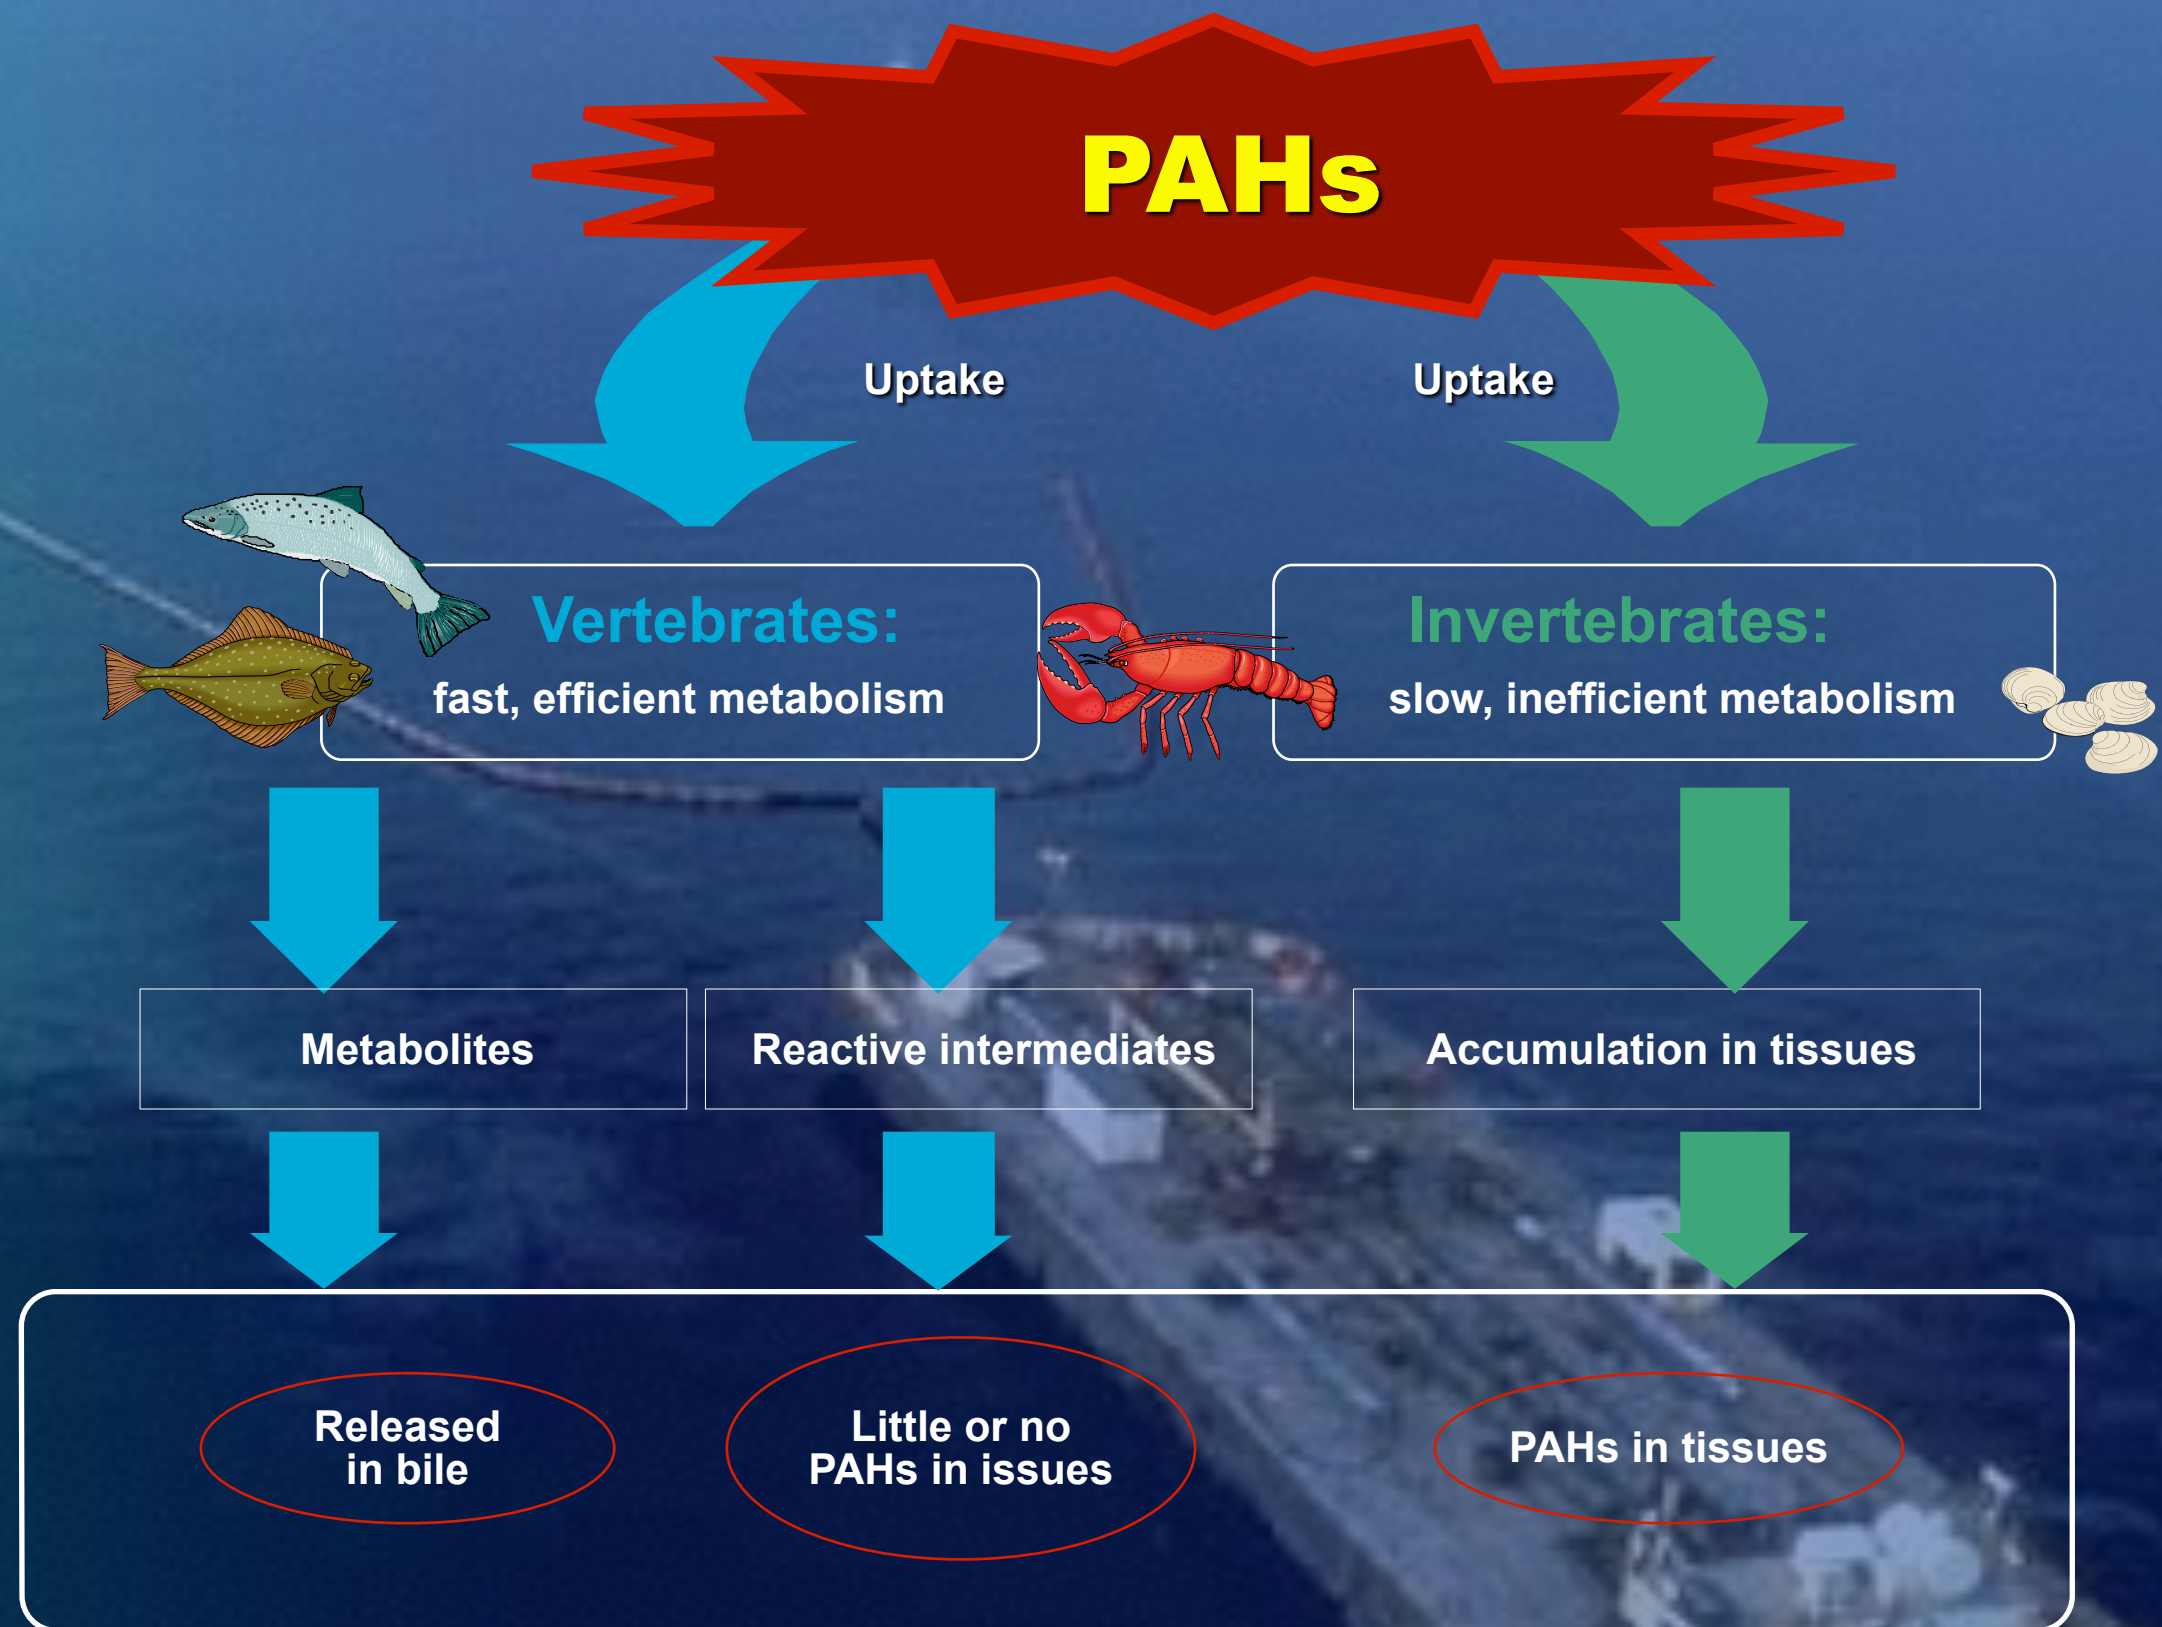 PAHs
Uptake
Uptake
Vertebrates:
fast, efficient metabolism
Invertebrates:
slow, inefficient metabolism
Metabolites
Reactive intermediates
Accumulation in tissues
Released
in bile
Little or no
PAHs in issues
PAHs in tissues